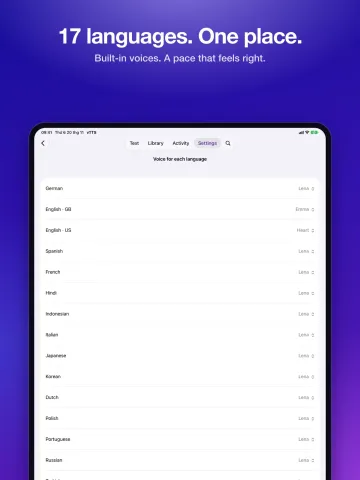 17 languages. One place.
Built-in voices. A pace that feels right.
Text Library Activity Settings
Voice for each language
German Lena
English · GB Emma
English · US Heart
Spanish Lena
French Lena
Hindi Lena
Indonesian Lena
Italian Lena
Japanese Lena
Korean Lena
Dutch Lena
Polish Lena
Portuguese Lena
Russian Lena